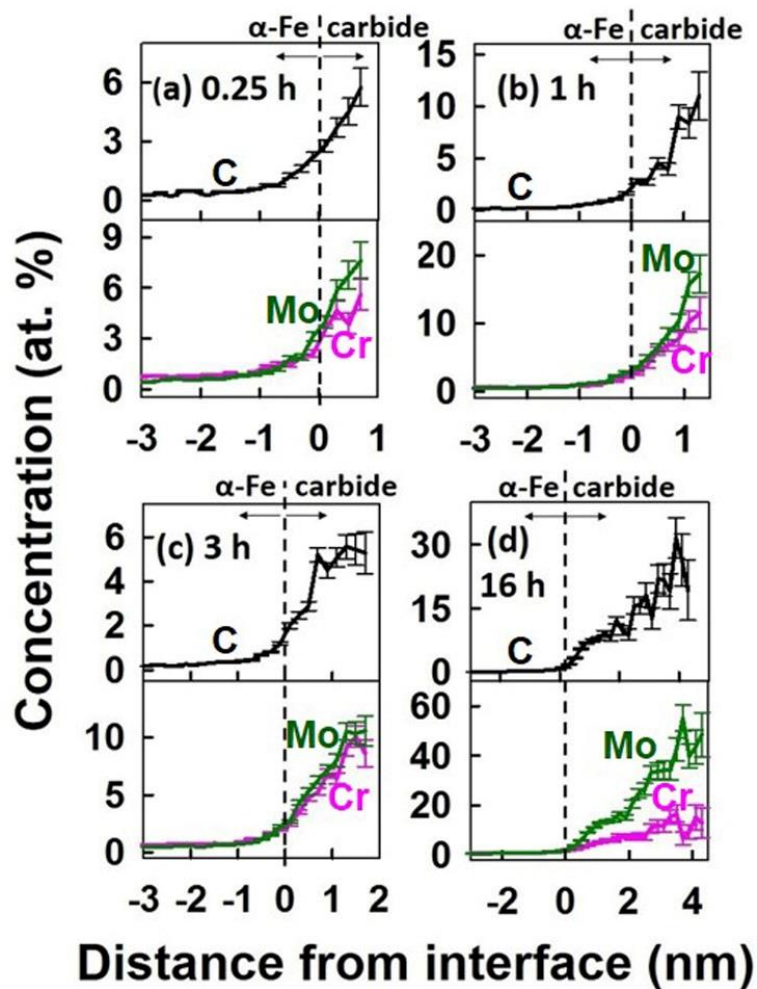 α-Fe carbide
(a) 0.25 h
6
3
0
C
9
6
3
0
Mo
Cr
-3 -2 -1 0 1
α-Fe carbide
(b) 1 h
15
10
5
0
C
20
10
0
Mo
Cr
-3 -2 -1 0 1
α-Fe carbide
(c) 3 h
6
4
2
0
C
10
5
0
Mo
Cr
-3 -2 -1 0 1 2
α-Fe carbide
(d)
16 h
30
15
0
C
60
40
20
0
Mo
Cr
-2 0 2 4
Concentration (at. %)
Distance from interface (nm)